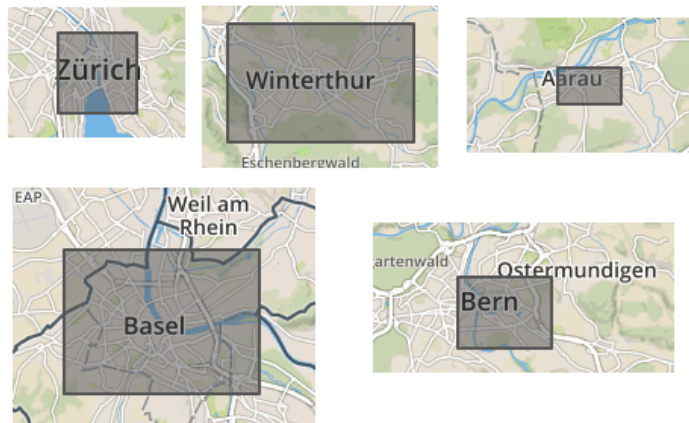 Zürich
Winterthur
Eschenbergwald
Aarau
EAP
Weil am
Rhein
Basel
artenwald
Ostermundigen
Bern